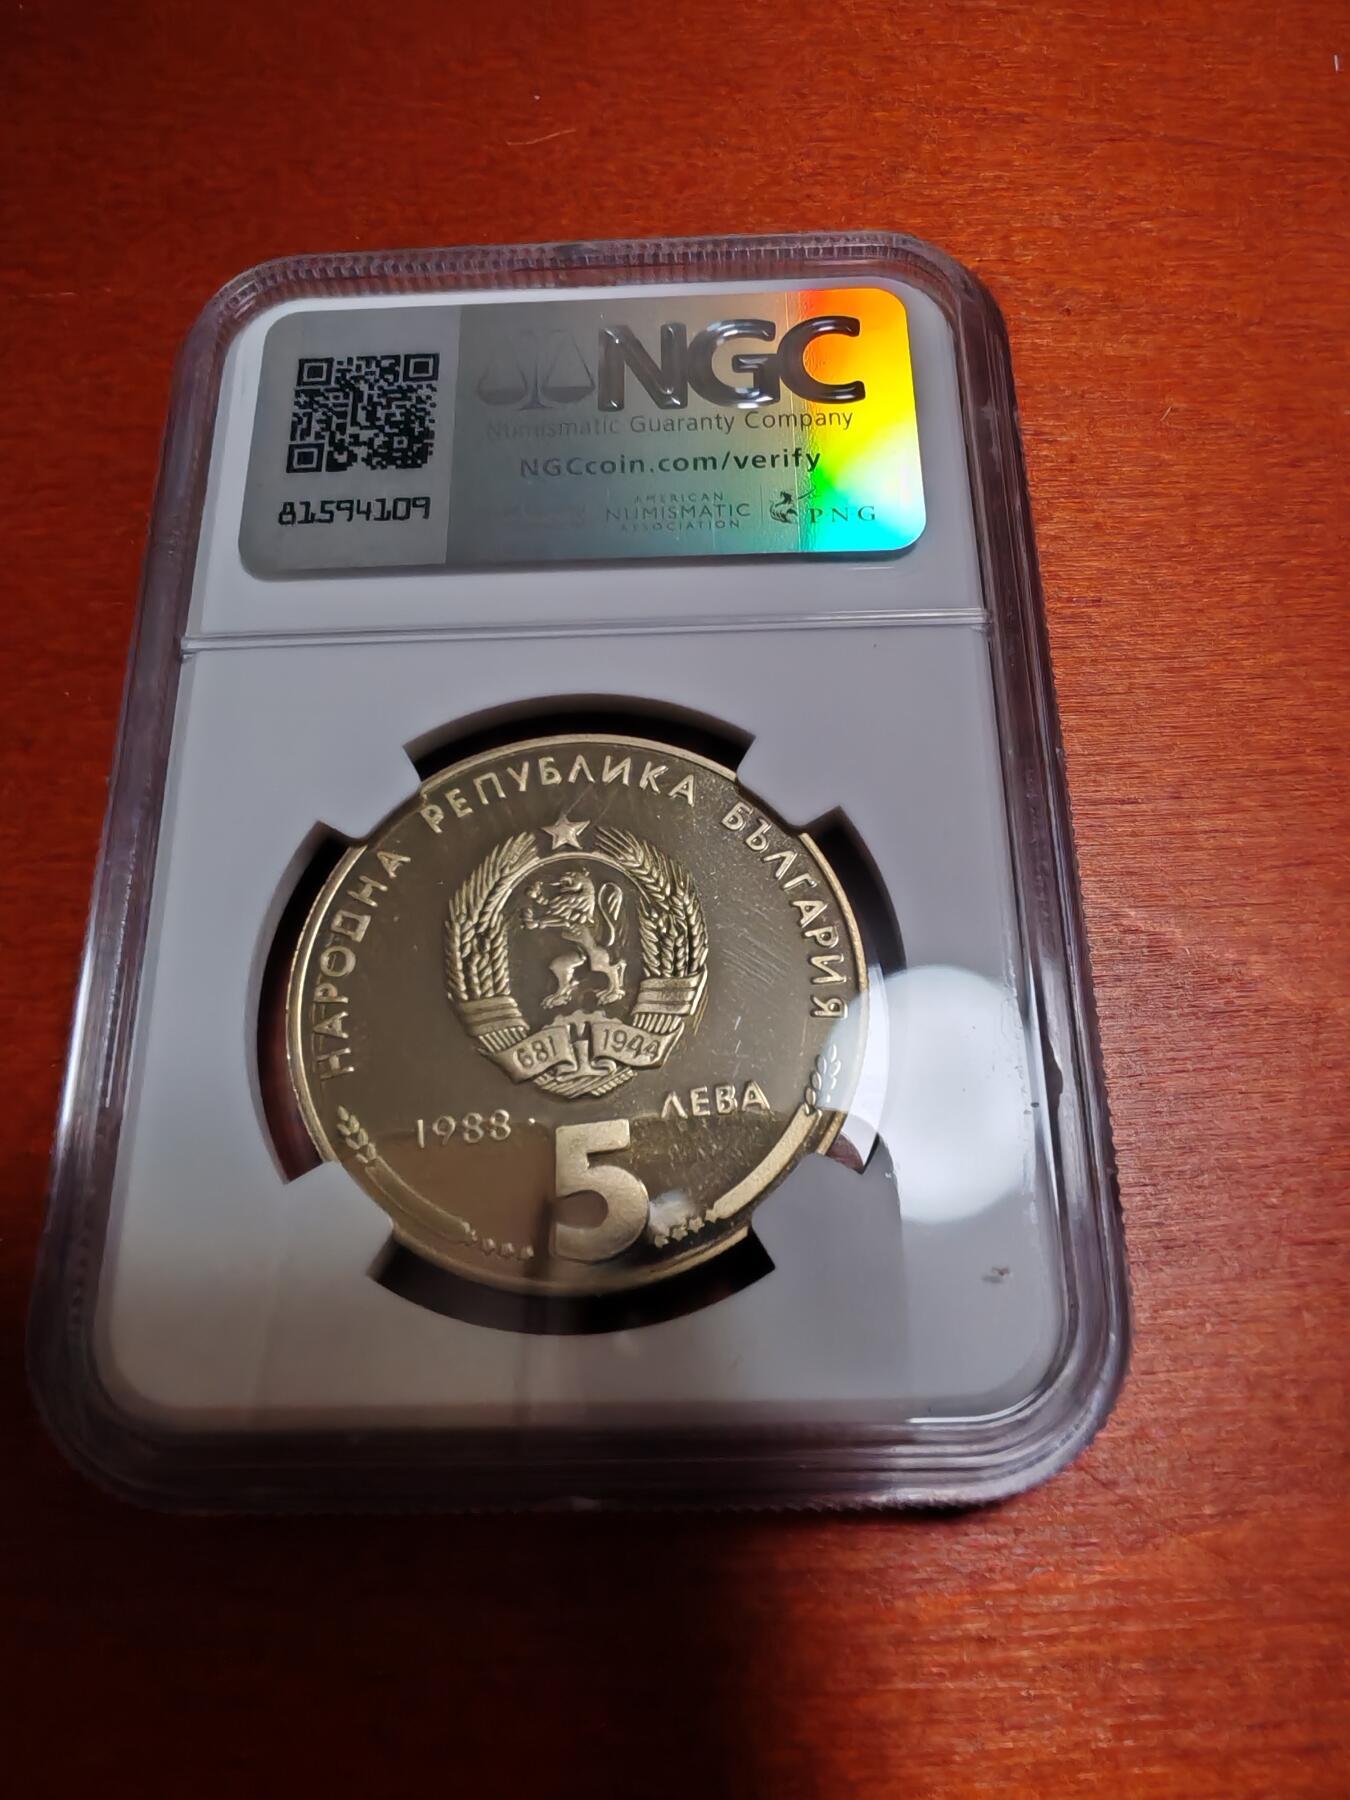 NGC
Numismatic Guaranty Company
NGCcoin.com/verify
81594109
AMERICAN
NUMISMATIC
ASSOCIATION
PNG
НАРОДНА РЕПУБЛИКА БЪЛГАРИЯ
681 1944
1988
ЛЕВА
5